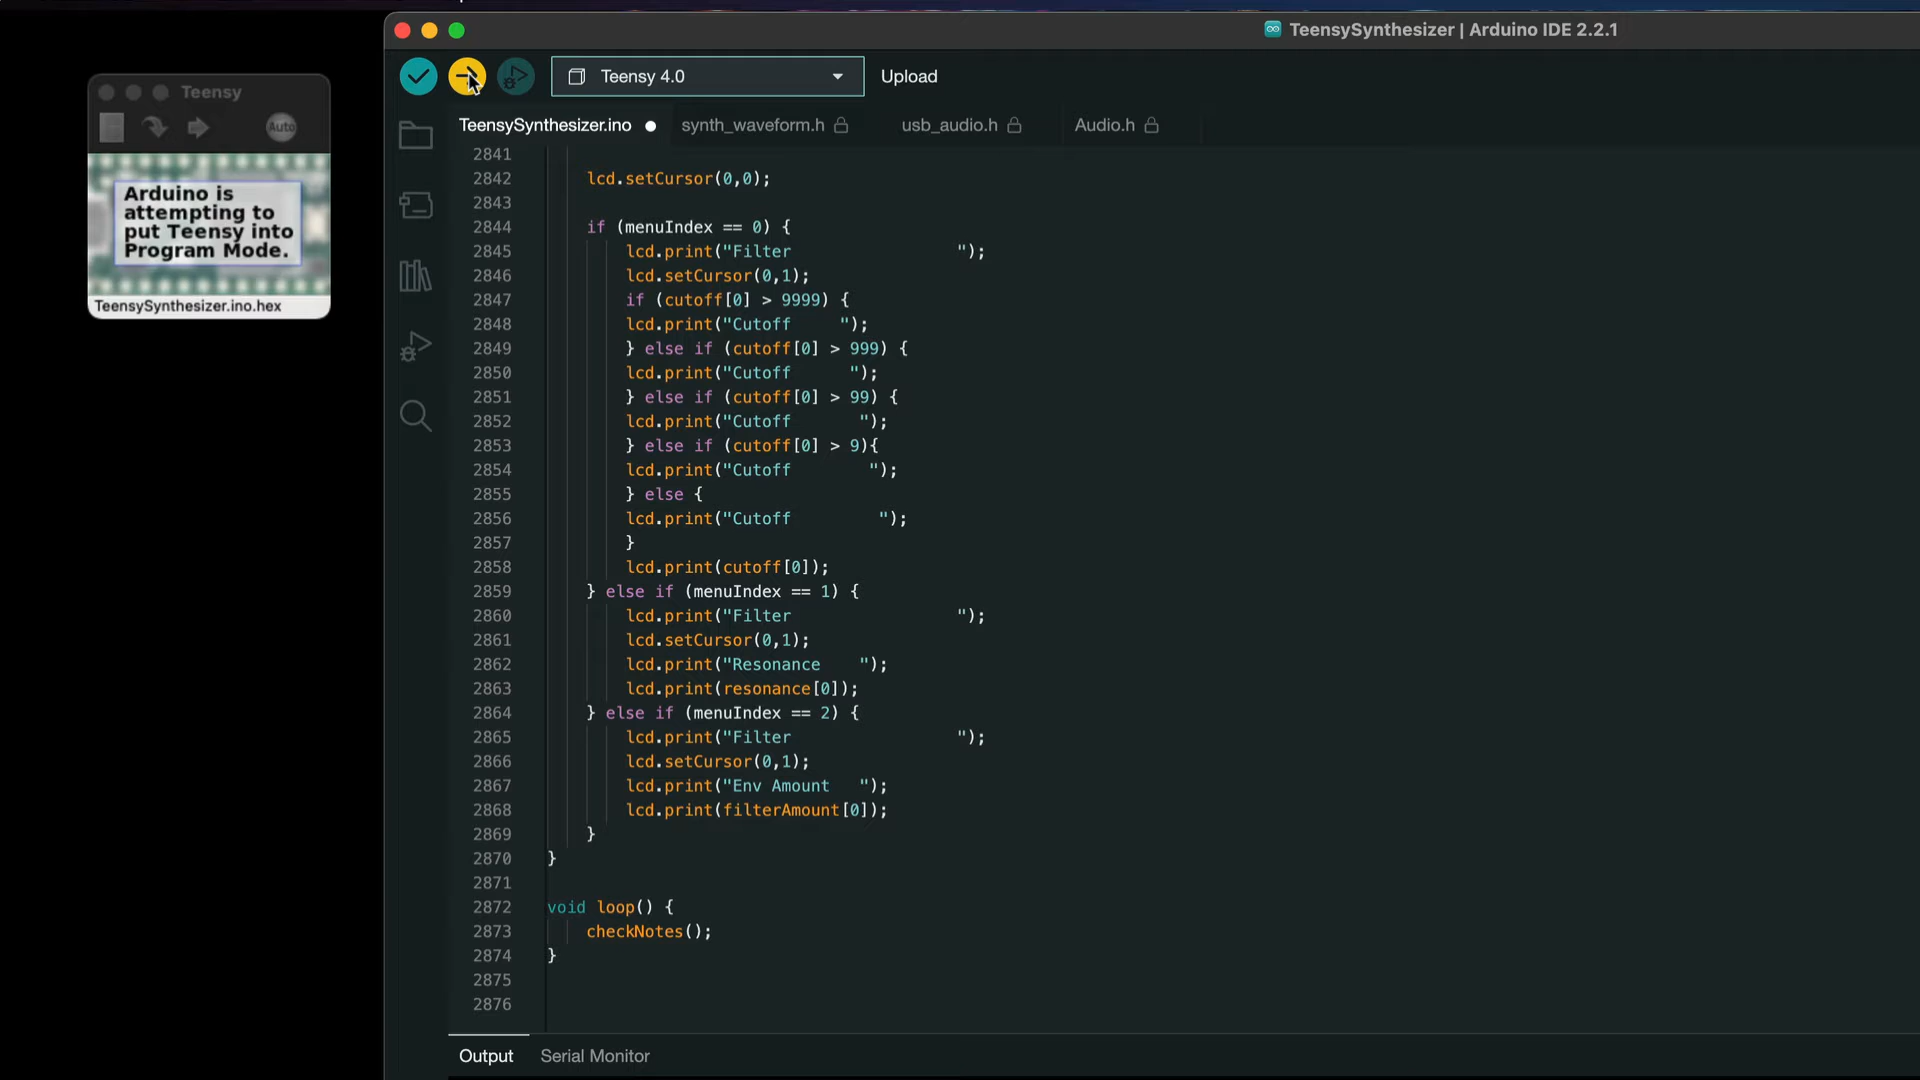 Teensy
Auto
Arduino is
attempting to
put Teensy into
Program Mode.
TeensySynthesizer.ino.hex
TeensySynthesizer | Arduino IDE 2.2.1
Teensy 4.0
Upload
TeensySynthesizer.ino synth_waveform.h usb_audio.h Audio.h
2841
2842 lcd.setCursor(0,0);
2843
2844 if (menuIndex == 0) {
2845 lcd.print("Filter                 ");
2846 lcd.setCursor(0,1);
2847 if (cutoff[0] > 9999) {
2848 lcd.print("Cutoff     ");
2849 } else if (cutoff[0] > 999) {
2850 lcd.print("Cutoff      ");
2851 } else if (cutoff[0] > 99) {
2852 lcd.print("Cutoff       ");
2853 } else if (cutoff[0] > 9){
2854 lcd.print("Cutoff        ");
2855 } else {
2856 lcd.print("Cutoff         ");
2857 }
2858 lcd.print(cutoff[0]);
2859 } else if (menuIndex == 1) {
2860 lcd.print("Filter                 ");
2861 lcd.setCursor(0,1);
2862 lcd.print("Resonance    ");
2863 lcd.print(resonance[0]);
2864 } else if (menuIndex == 2) {
2865 lcd.print("Filter                 ");
2866 lcd.setCursor(0,1);
2867 lcd.print("Env Amount   ");
2868 lcd.print(filterAmount[0]);
2869 }
2870 }
2871
2872 void loop() {
2873 checkNotes();
2874 }
2875
2876
Output Serial Monitor